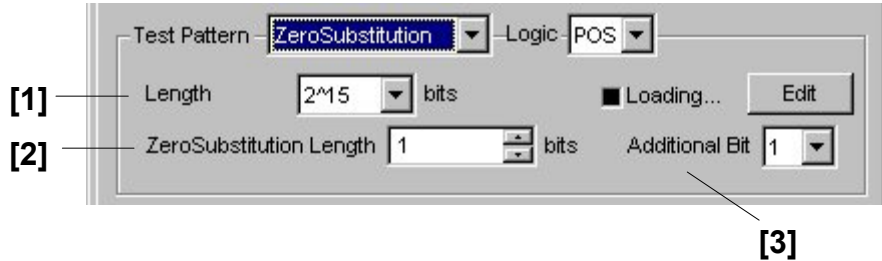 Test Pattern ZeroSubstitution Logic POS
[1] Length 2^15 bits Loading... Edit
[2] ZeroSubstitution Length 1 bits Additional Bit 1
[3]